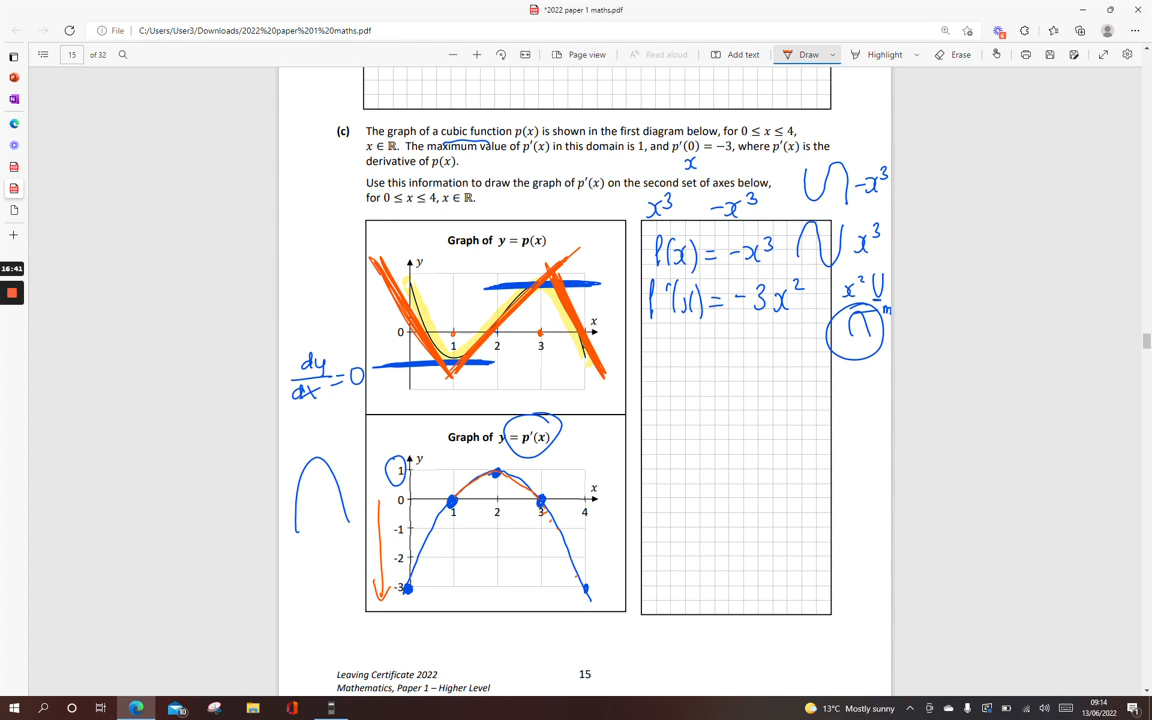 *2022 paper 1 maths.pdf
File C:/Users/User3/Downloads/2022%20paper%201%20maths.pdf
15 of 32 Page view Read aloud Add text Draw Highlight Erase
(c) The graph of a cubic function p(x) is shown in the first diagram below, for 0 ≤ x ≤ 4,
x ∈ ℝ. The maximum value of p′(x) in this domain is 1, and p′(0) = −3, where p′(x) is the
derivative of p(x).
x
Use this information to draw the graph of p′(x) on the second set of axes below,
for 0 ≤ x ≤ 4, x ∈ ℝ.
-x³
x³ -x³
Graph of y = p(x)
y
x
0
1 2 3
f(x) = -x³
x³
f'(x) = -3x²
x² U
m
dy/dx = 0
Graph of y = p′(x)
y
x
1
0
1 2 3 4
-1
-2
-3
16:41
Leaving Certificate 2022
15
Mathematics, Paper 1 – Higher Level
10
13°C Mostly sunny
09:14
13/06/2022